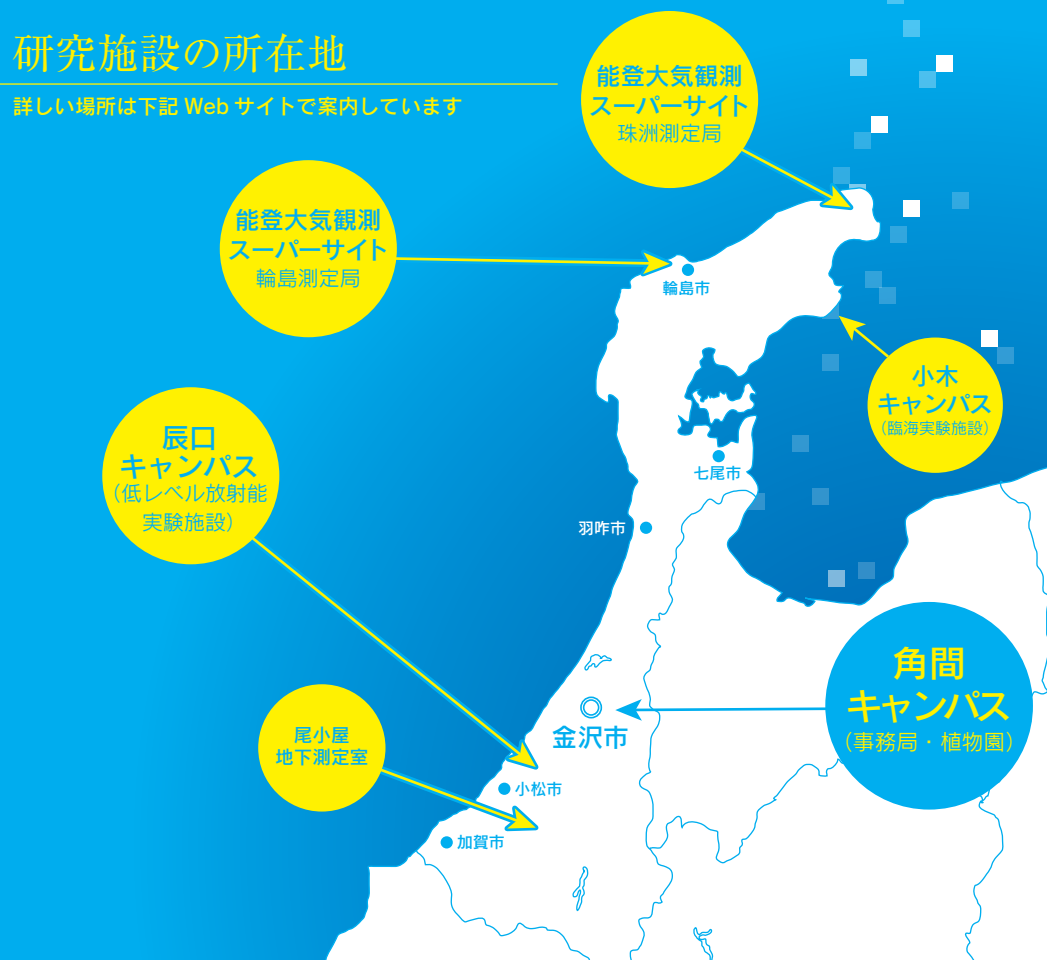 研究施設の所在地
詳しい場所は下記 Web サイトで案内しています
能登大気観測
スーパーサイト
珠洲測定局
能登大気観測
スーパーサイト
輪島測定局
輪島市
小木
キャンパス
（臨海実験施設）
辰口
キャンパス
（低レベル放射能
実験施設）
七尾市
羽咋市
角間
キャンパス
（事務局・植物園）
金沢市
尾小屋
地下測定室
小松市
加賀市